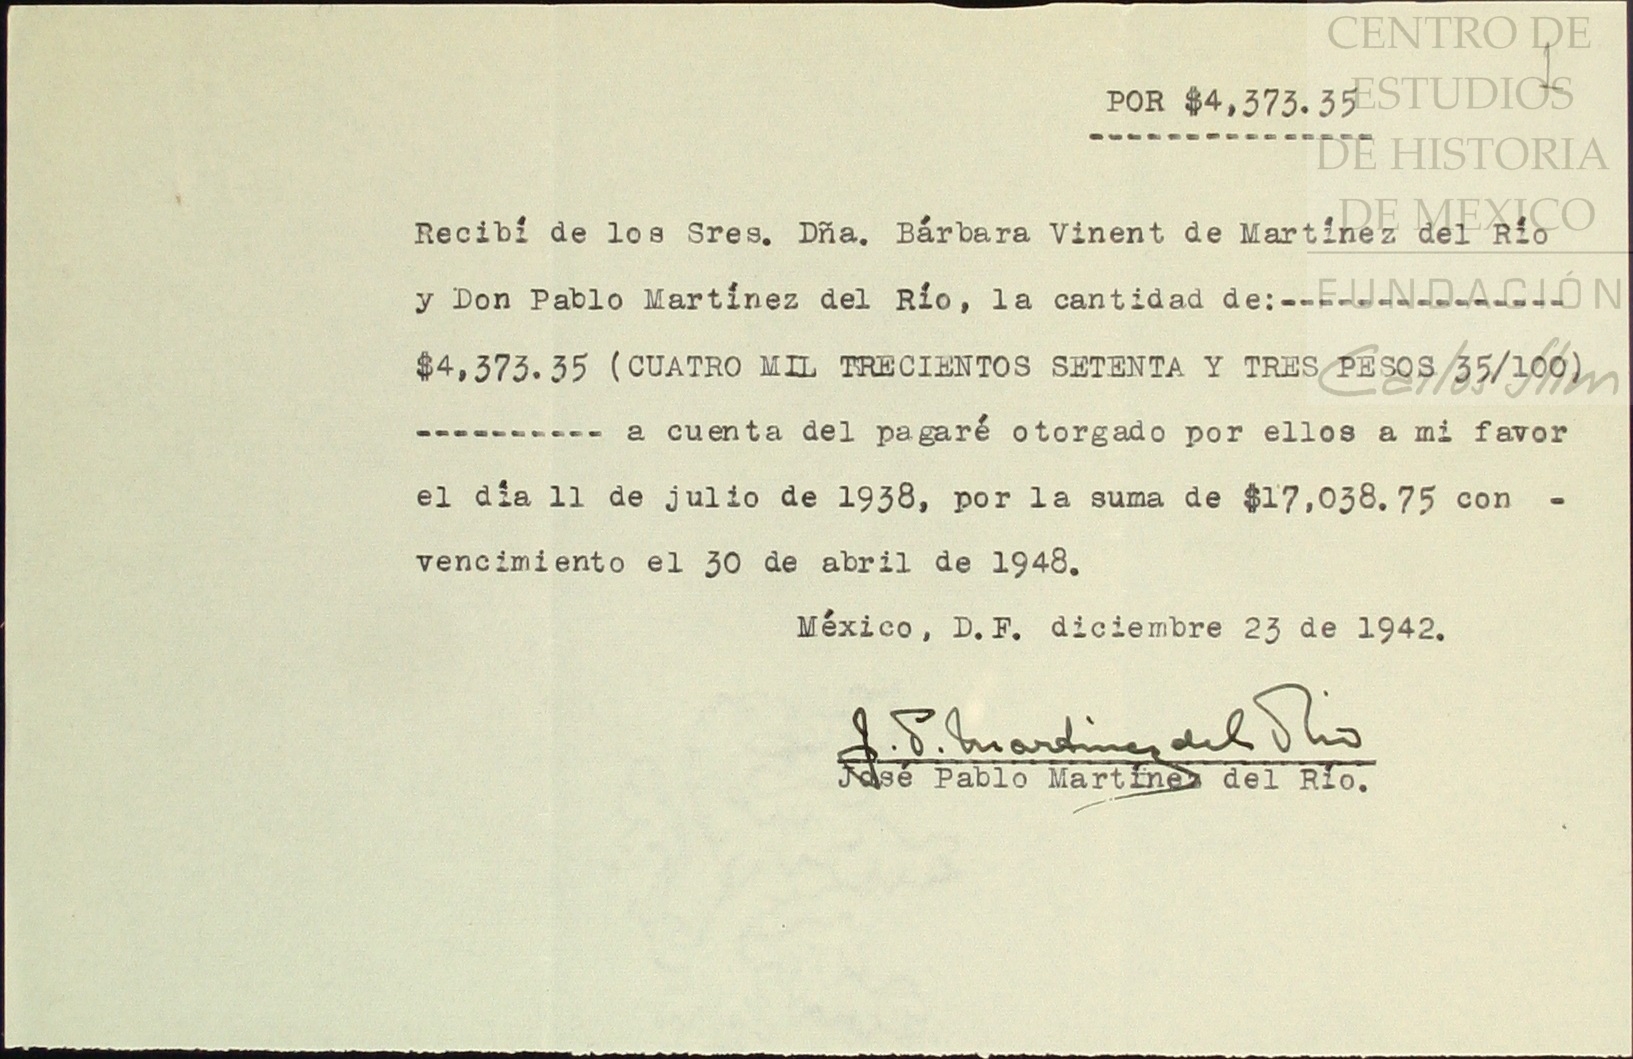 CENTRO DE
ESTUDIOS
DE HISTORIA
DE MEXICO
FUNDACIÓN
Carlos Slim
1
POR $4,373.35
---------------
Recibí de los Sres. Dña. Bárbara Vinent de Martínez del Río
y Don Pablo Martínez del Río, la cantidad de:---------------
$4,373.35 (CUATRO MIL TRECIENTOS SETENTA Y TRES PESOS 35/100)
---------- a cuenta del pagaré otorgado por ellos a mi favor
el día 11 de julio de 1938, por la suma de $17,038.75 con -
vencimiento el 30 de abril de 1948.
México, D.F. diciembre 23 de 1942.
J. P. Martinez del Rio
José Pablo Martínez del Río.